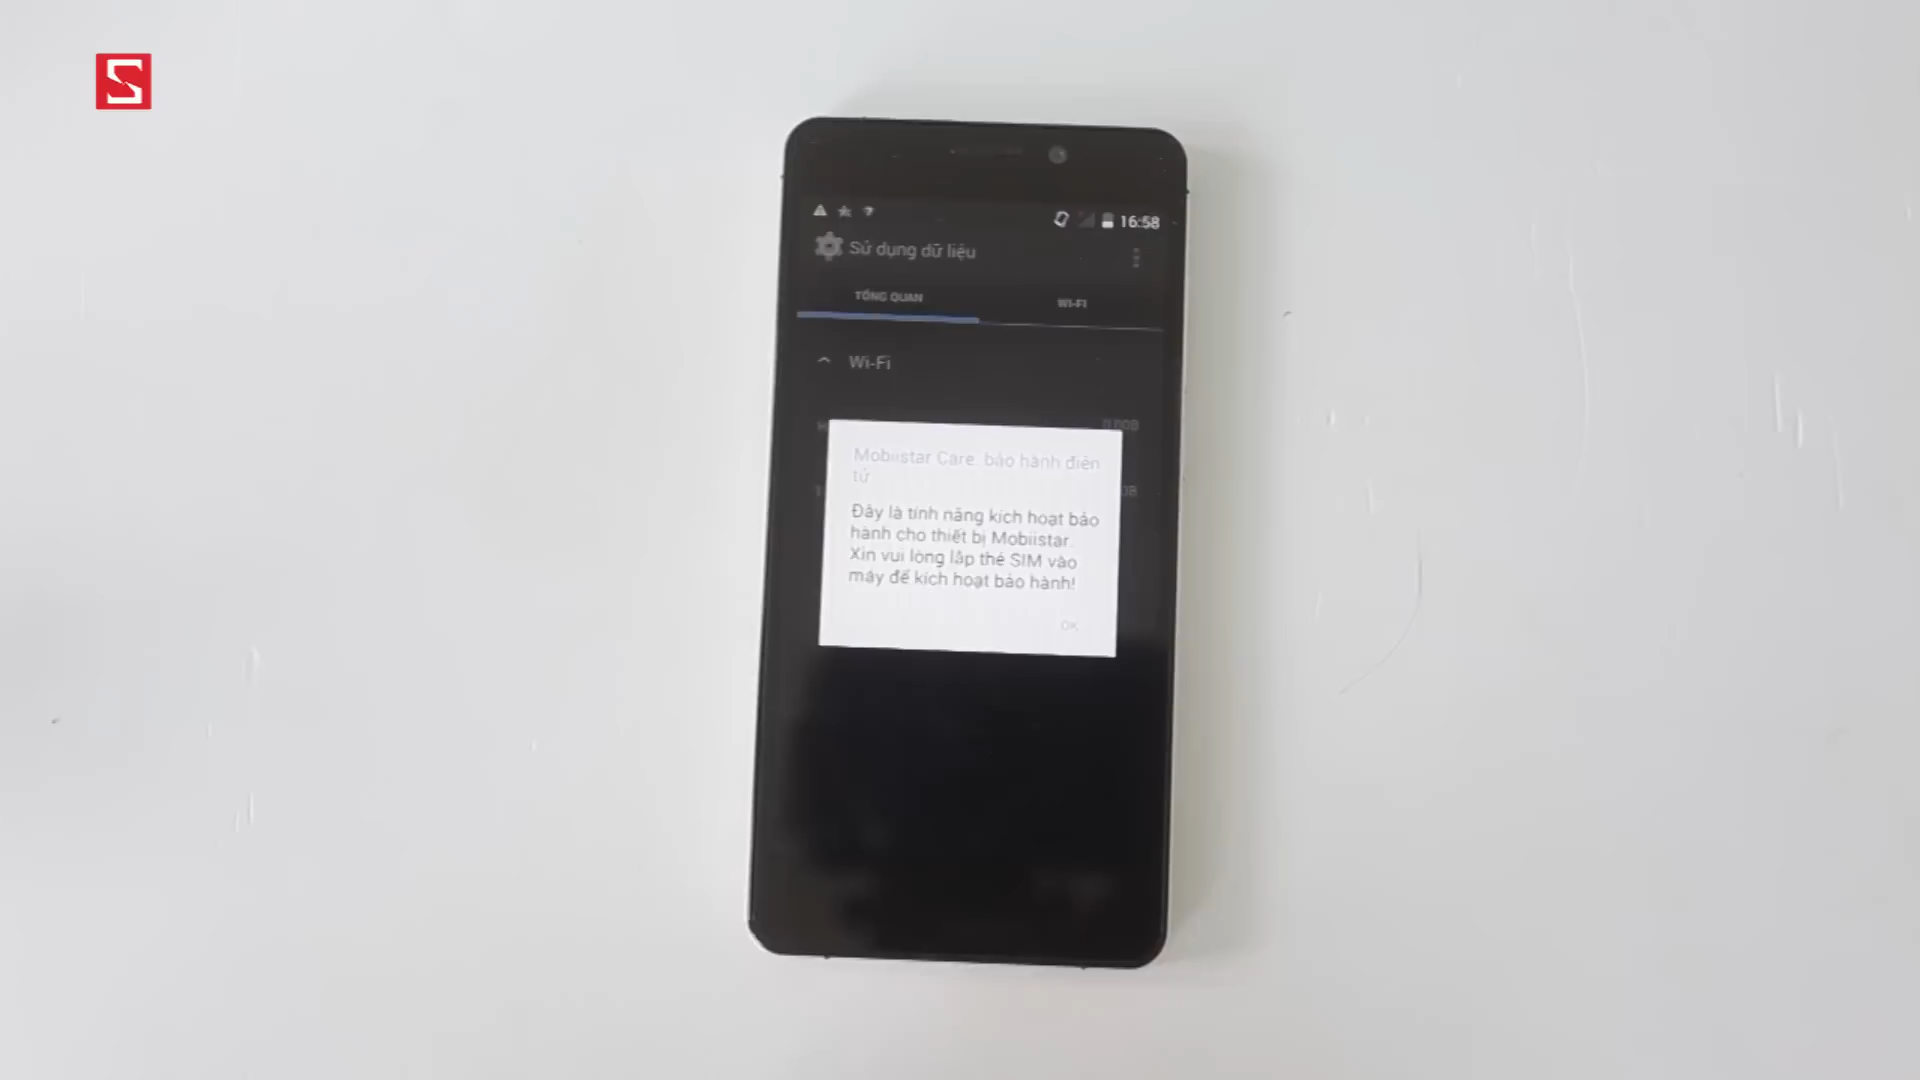 S
16:58
Sử dụng dữ liệu
TỔNG QUAN
WI-FI
Wi-Fi
0,00B
Mobiistar Care: bảo hành điện
tử
Đây là tính năng kích hoạt bảo
hành cho thiết bị Mobiistar.
Xin vui lòng lắp thẻ SIM vào
máy để kích hoạt bảo hành!
OK